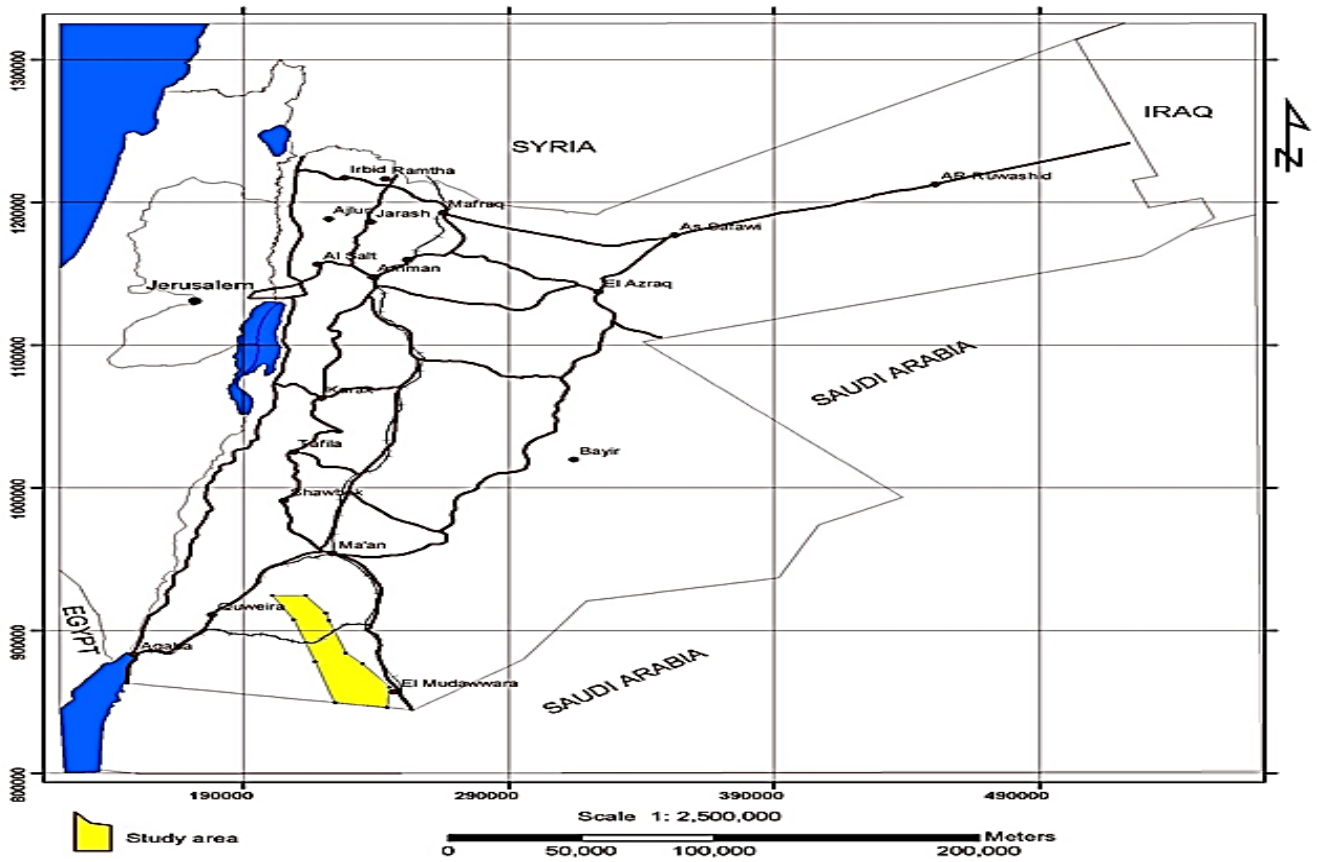 1300000
IRAQ
SYRIA
Irbid Ramtha
AR Ruwashid
1200000
Mafraq
Ajlun Jarash
As Safawi
Al Salt
Amman
Jerusalem
El Azraq
1100000
SAUDI ARABIA
Karak
Tafila
Bayir
1000000
Shawbak
Ma'an
Quweira
EGYPT
900000
Aqaba
El Mudawwara
SAUDI ARABIA
800000
190000 290000 390000 490000
Scale 1: 2,500,000
Study area
Meters
0 50,000 100,000 200,000
N